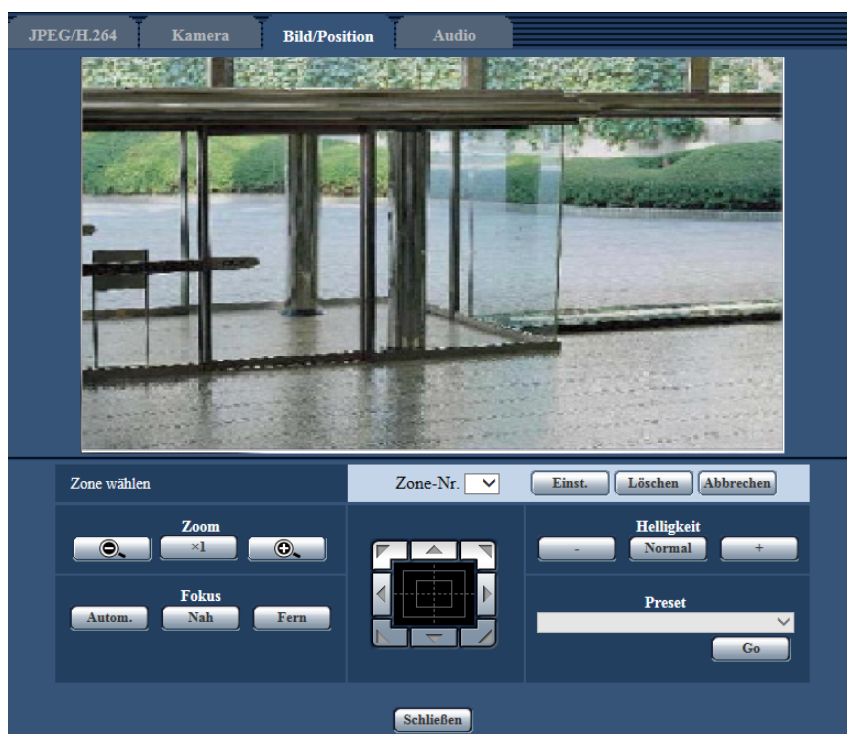 JPEG/H.264 Kamera Bild/Position Audio
Zone wählen Zone-Nr. Einst. Löschen Abbrechen
Zoom
×1
Fokus
Autom. Nah Fern
Helligkeit
- Normal +
Preset
Go
Schließen